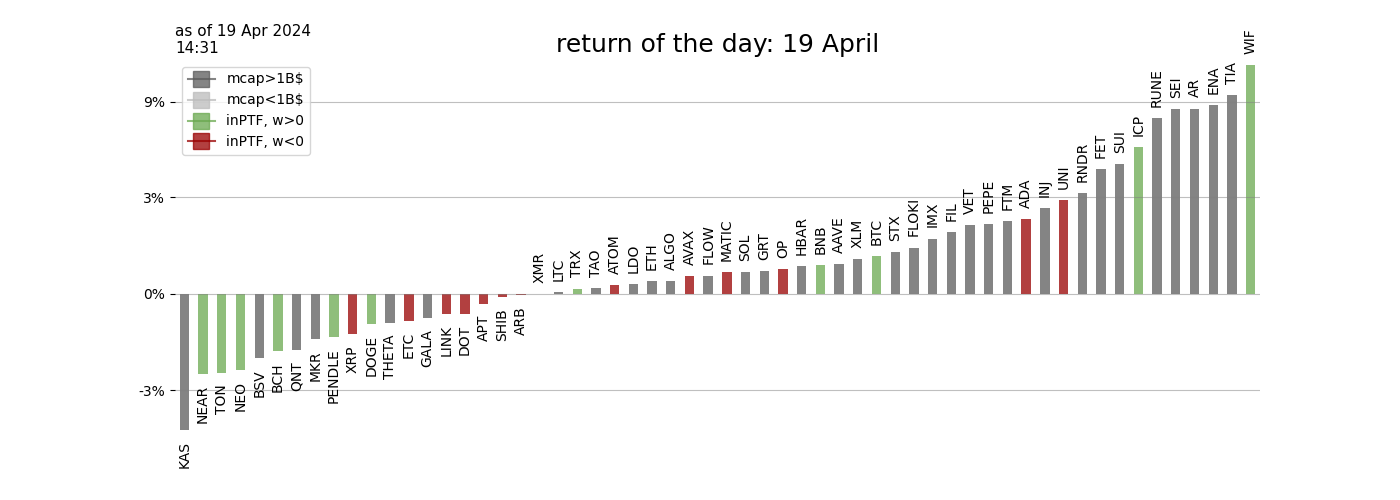 as of 19 Apr 2024
14:31
return of the day: 19 April
mcap>1B$
mcap<1B$
inPTF, w>0
inPTF, w<0
9%
3%
0%
-3%
KAS
NEAR
TON
NEO
BSV
BCH
QNT
MKR
PENDLE
XRP
DOGE
THETA
ETC
GALA
LINK
DOT
APT
SHIB
ARB
XMR
LTC
TRX
TAO
ATOM
LDO
ETH
ALGO
AVAX
FLOW
MATIC
SOL
GRT
OP
HBAR
BNB
AAVE
XLM
BTC
STX
FLOKI
IMX
FIL
VET
PEPE
FTM
ADA
INJ
UNI
RNDR
FET
SUI
ICP
RUNE
SEI
AR
ENA
TIA
WIF